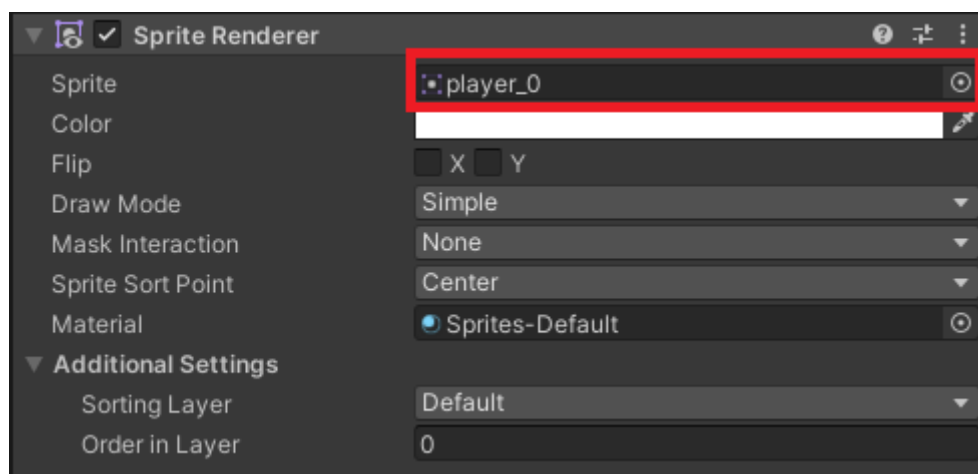 Sprite Renderer
Sprite player_0
Color
Flip X Y
Draw Mode Simple
Mask Interaction None
Sprite Sort Point Center
Material Sprites-Default
Additional Settings
Sorting Layer Default
Order in Layer 0